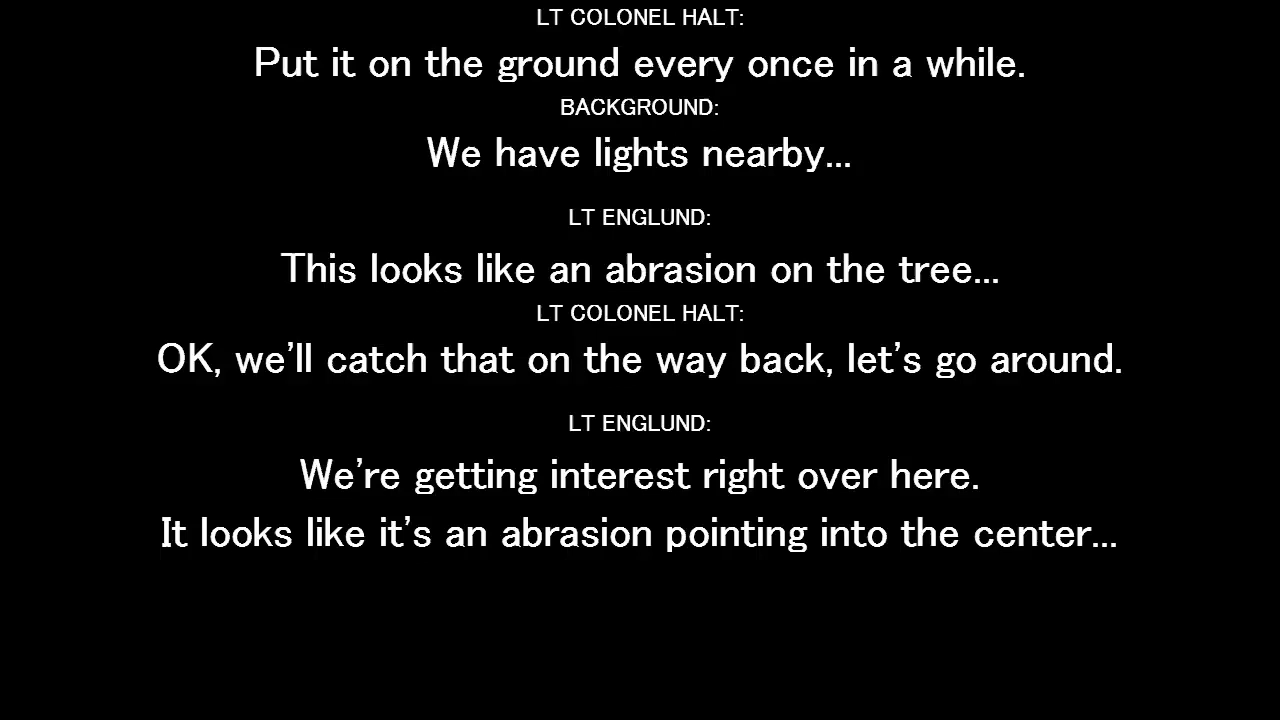 LT COLONEL HALT:
Put it on the ground every once in a while.
BACKGROUND:
We have lights nearby...
LT ENGLUND:
This looks like an abrasion on the tree...
LT COLONEL HALT:
OK, we’ll catch that on the way back, let’s go around.
LT ENGLUND:
We’re getting interest right over here.
It looks like it’s an abrasion pointing into the center...